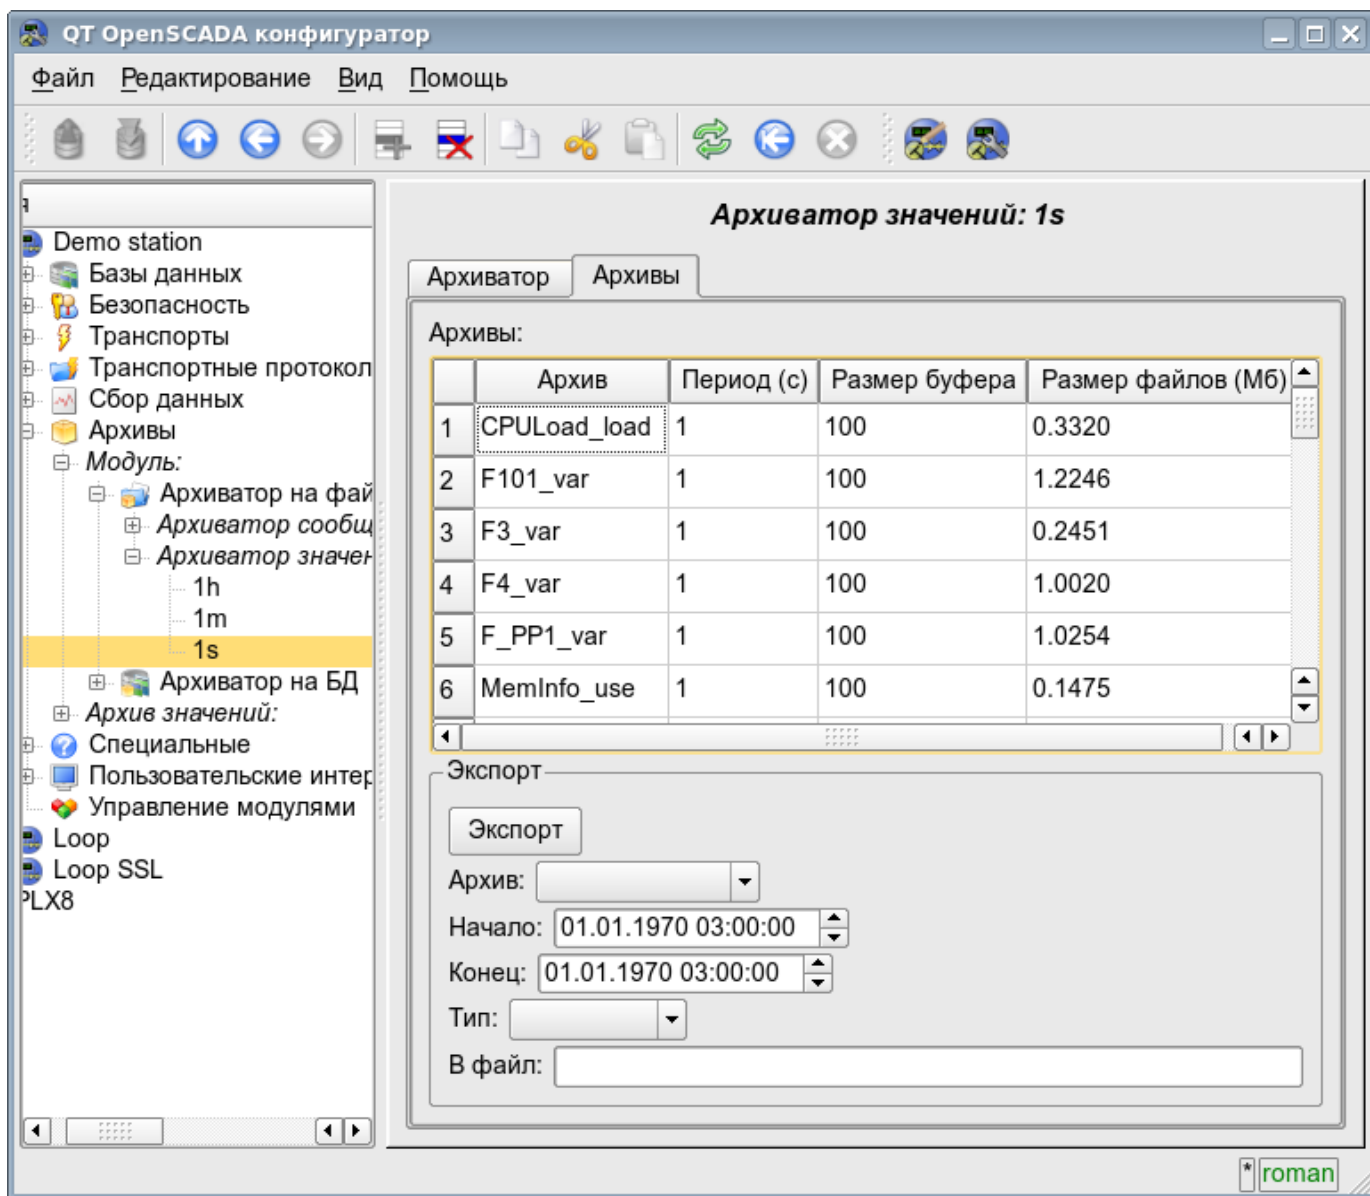 QT OpenSCADA конфигуратор
Файл Редактирование Вид Помощь
я
Demo station
Базы данных
Безопасность
Транспорты
Транспортные протокол
Сбор данных
Архивы
Модуль:
Архиватор на фай
Архиватор сообщ
Архиватор значен
1h
1m
1s
Архиватор на БД
Архив значений:
Специальные
Пользовательские интер
Управление модулями
Loop
Loop SSL
PLX8
Архиватор значений: 1s
Архиватор Архивы
Архивы:
Архив Период (с) Размер буфера Размер файлов (Мб)
1 CPULoad_load 1 100 0.3320
2 F101_var 1 100 1.2246
3 F3_var 1 100 0.2451
4 F4_var 1 100 1.0020
5 F_PP1_var 1 100 1.0254
6 MemInfo_use 1 100 0.1475
Экспорт
Экспорт
Архив:
Начало: 01.01.1970 03:00:00
Конец: 01.01.1970 03:00:00
Тип:
В файл:
* roman